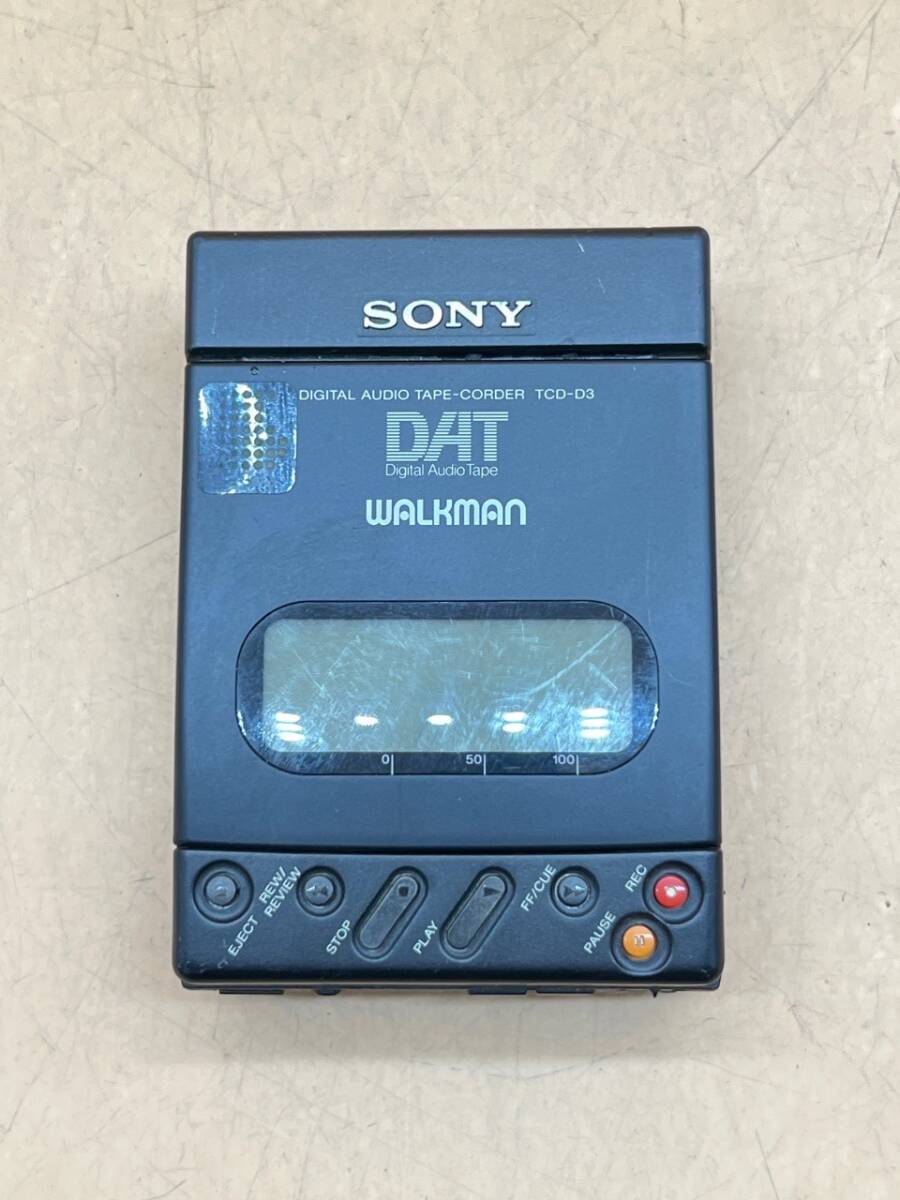 SONY
DIGITAL AUDIO TAPE-CORDER TCD-D3
DAT
Digital Audio Tape
WALKMAN
0 50 100
EJECT
REW/
REVIEW
STOP
PLAY
FF/CUE
PAUSE
REC